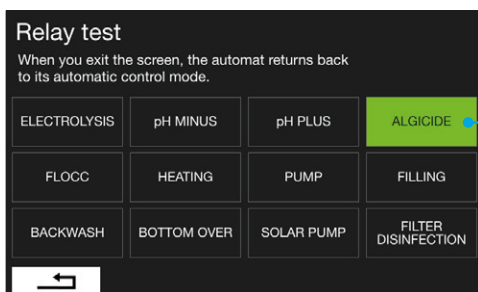 Relay test
When you exit the screen, the automat returns back
to its automatic control mode.
ELECTROLYSIS pH MINUS pH PLUS ALGICIDE
FLOCC HEATING PUMP FILLING
BACKWASH BOTTOM OVER SOLAR PUMP FILTER
DISINFECTION